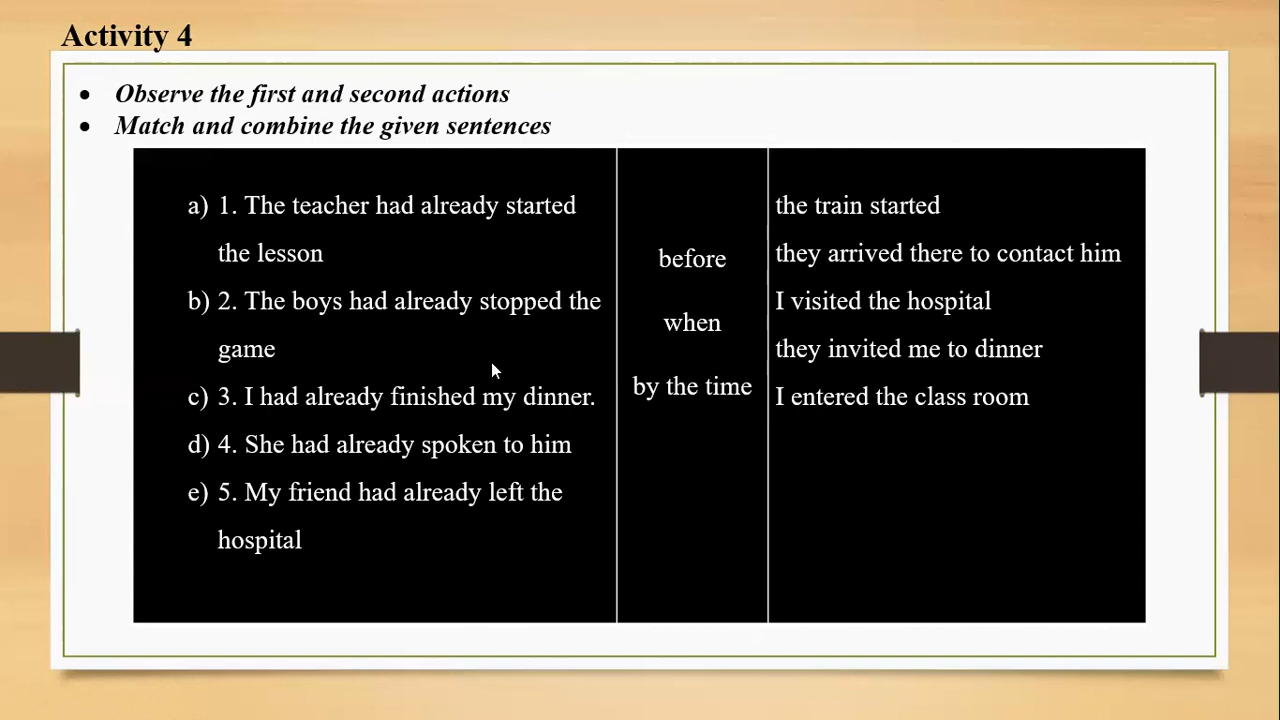 Activity 4
• Observe the first and second actions
• Match and combine the given sentences
a) 1. The teacher had already started
the lesson
b) 2. The boys had already stopped the
game
c) 3. I had already finished my dinner.
d) 4. She had already spoken to him
e) 5. My friend had already left the
hospital
before
when
by the time
the train started
they arrived there to contact him
I visited the hospital
they invited me to dinner
I entered the class room